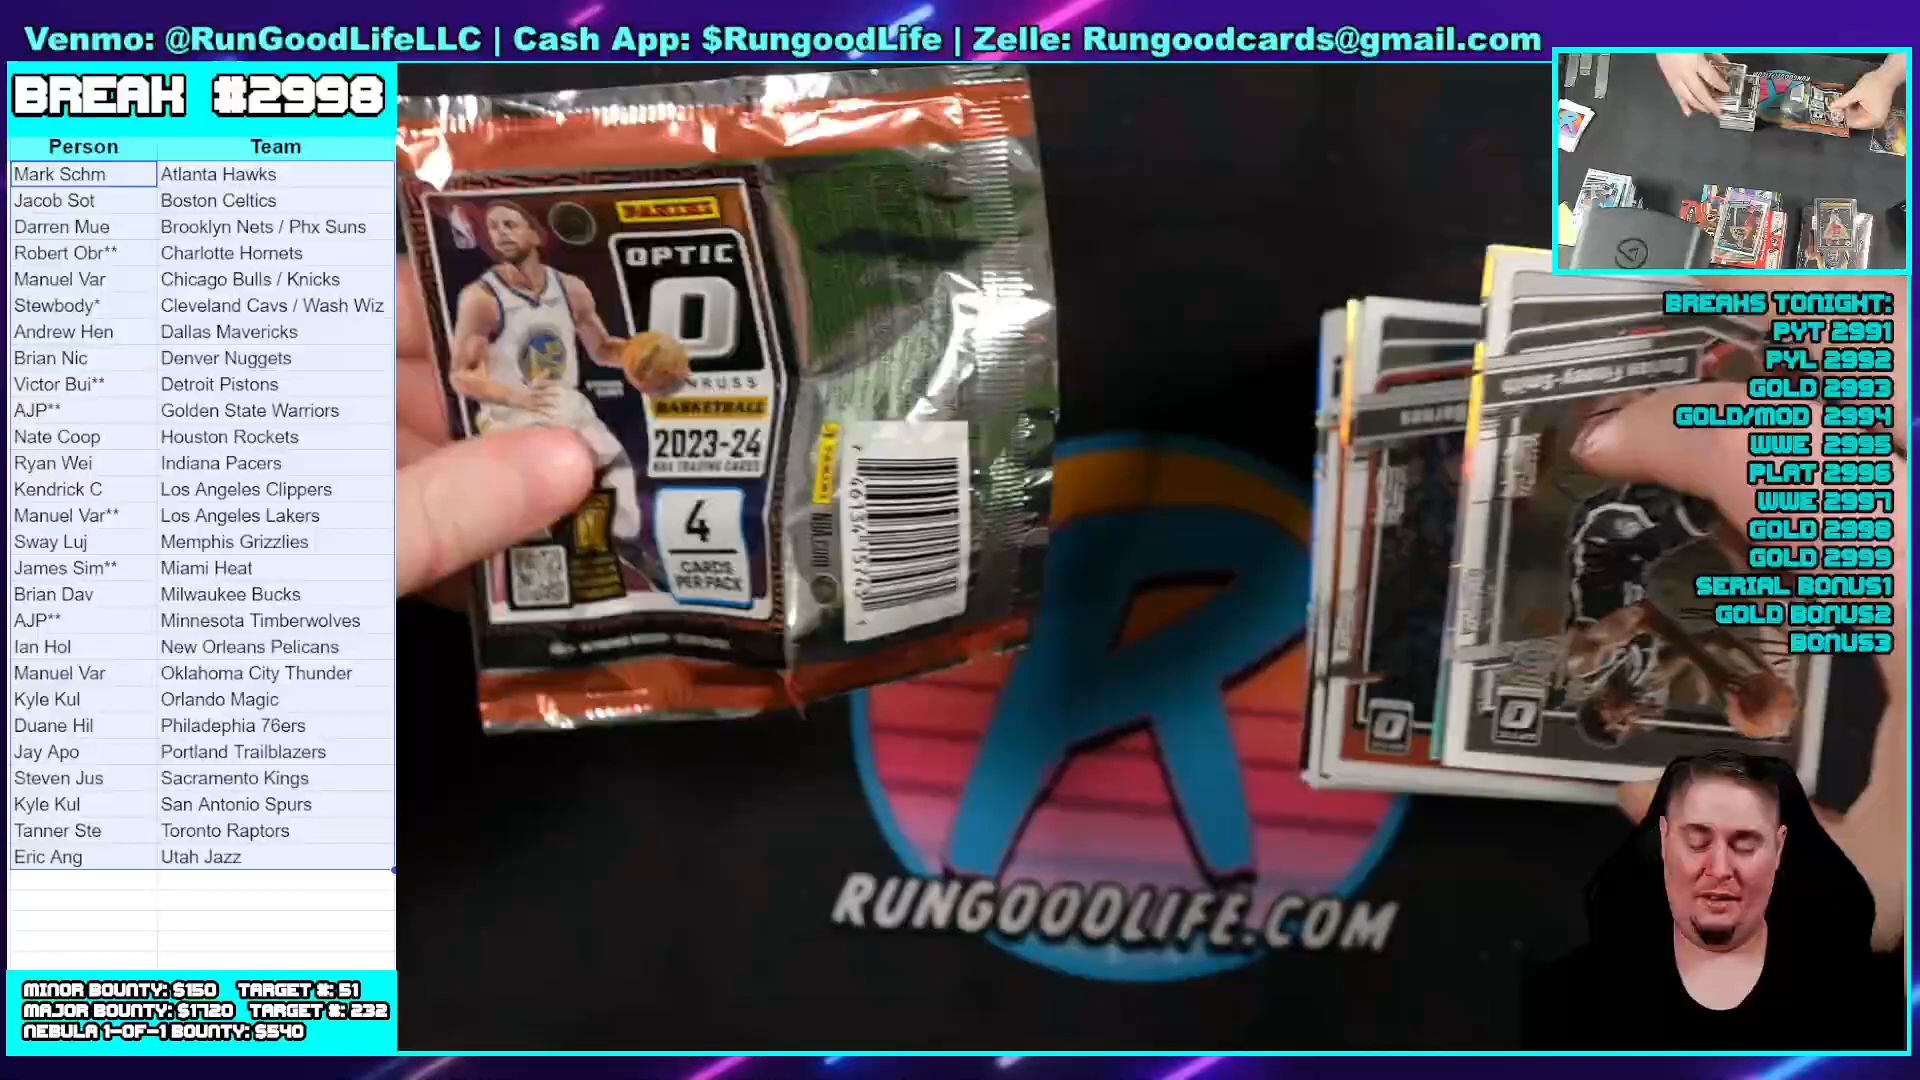 Venmo: @RunGoodLifeLLC | Cash App: $RungoodLife | Zelle: Rungoodcards@gmail.com
BREAK #2998
Person Team
Mark Schm Atlanta Hawks
Jacob Sot Boston Celtics
Darren Mue Brooklyn Nets / Phx Suns
Robert Obr** Charlotte Hornets
Manuel Var Chicago Bulls / Knicks
Stewbody* Cleveland Cavs / Wash Wiz
Andrew Hen Dallas Mavericks
Brian Nic Denver Nuggets
Victor Bui** Detroit Pistons
AJP** Golden State Warriors
Nate Coop Houston Rockets
Ryan Wei Indiana Pacers
Kendrick C Los Angeles Clippers
Manuel Var** Los Angeles Lakers
Sway Luj Memphis Grizzlies
James Sim** Miami Heat
Brian Dav Milwaukee Bucks
AJP** Minnesota Timberwolves
Ian Hol New Orleans Pelicans
Manuel Var Oklahoma City Thunder
Kyle Kul Orlando Magic
Duane Hil Philadephia 76ers
Jay Apo Portland Trailblazers
Steven Jus Sacramento Kings
Kyle Kul San Antonio Spurs
Tanner Ste Toronto Raptors
Eric Ang Utah Jazz
MINOR BOUNTY: $150 TARGET #: 51
MAJOR BOUNTY: $1720 TARGET #: 232
NEBULA 1-OF-1 BOUNTY: $540
PANINI
OPTIC
O
BASKETBALL
2023-24
NBA TRADING CARDS
4
CARDS
PER PACK
R
RUNGOODLIFE.COM
BREAKS TONIGHT:
PYT 2991
PYL 2992
GOLD 2993
GOLD/MOD 2994
WWE 2995
PLAT 2996
WWE 2997
GOLD 2998
GOLD 2999
SERIAL BONUS1
GOLD BONUS2
BONUS3